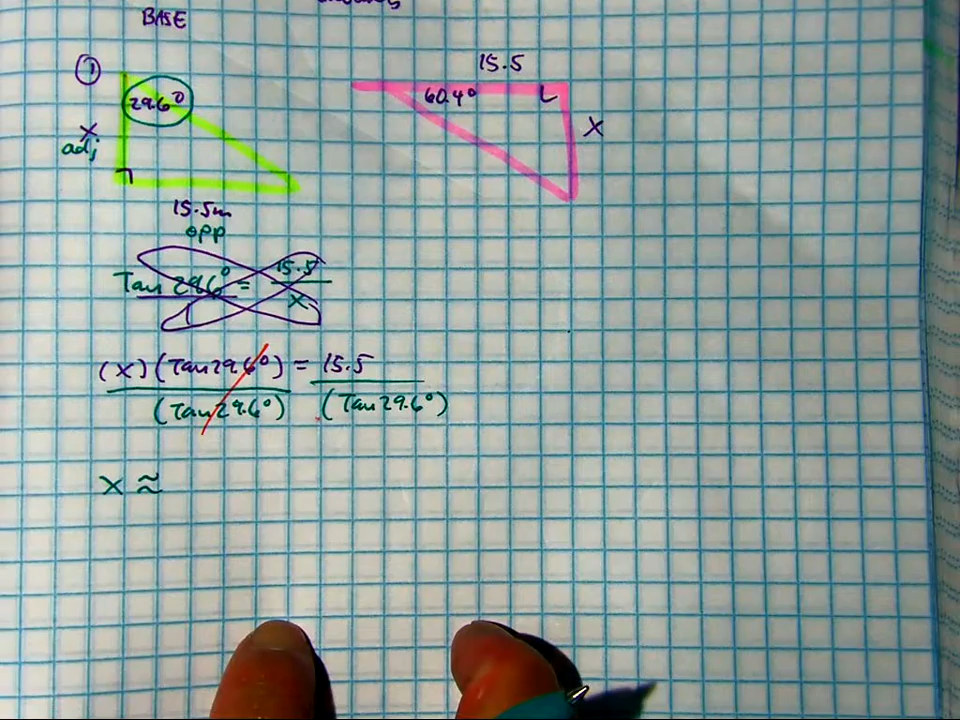 BASE
①
29.6°
x
adj
15.5m
opp
15.5
60.4°
x
Tan 29.6° = 15.5 / x
(x)(Tan 29.6°) = 15.5
(Tan 29.6°) (Tan 29.6°)
x ≈